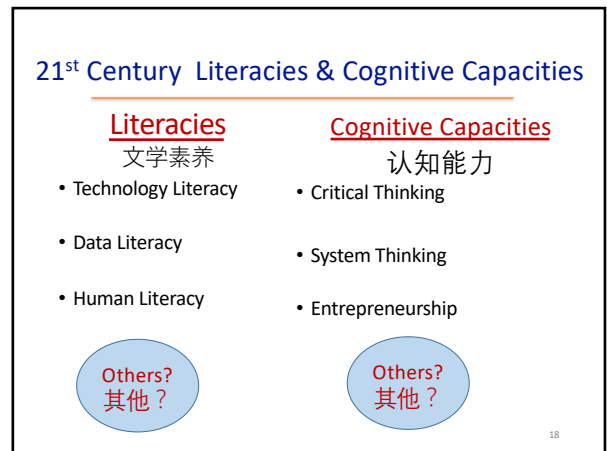 21st Century Literacies & Cognitive Capacities
Literacies
文学素养
• Technology Literacy
• Data Literacy
• Human Literacy
Others?
其他？
Cognitive Capacities
认知能力
• Critical Thinking
• System Thinking
• Entrepreneurship
Others?
其他？
18